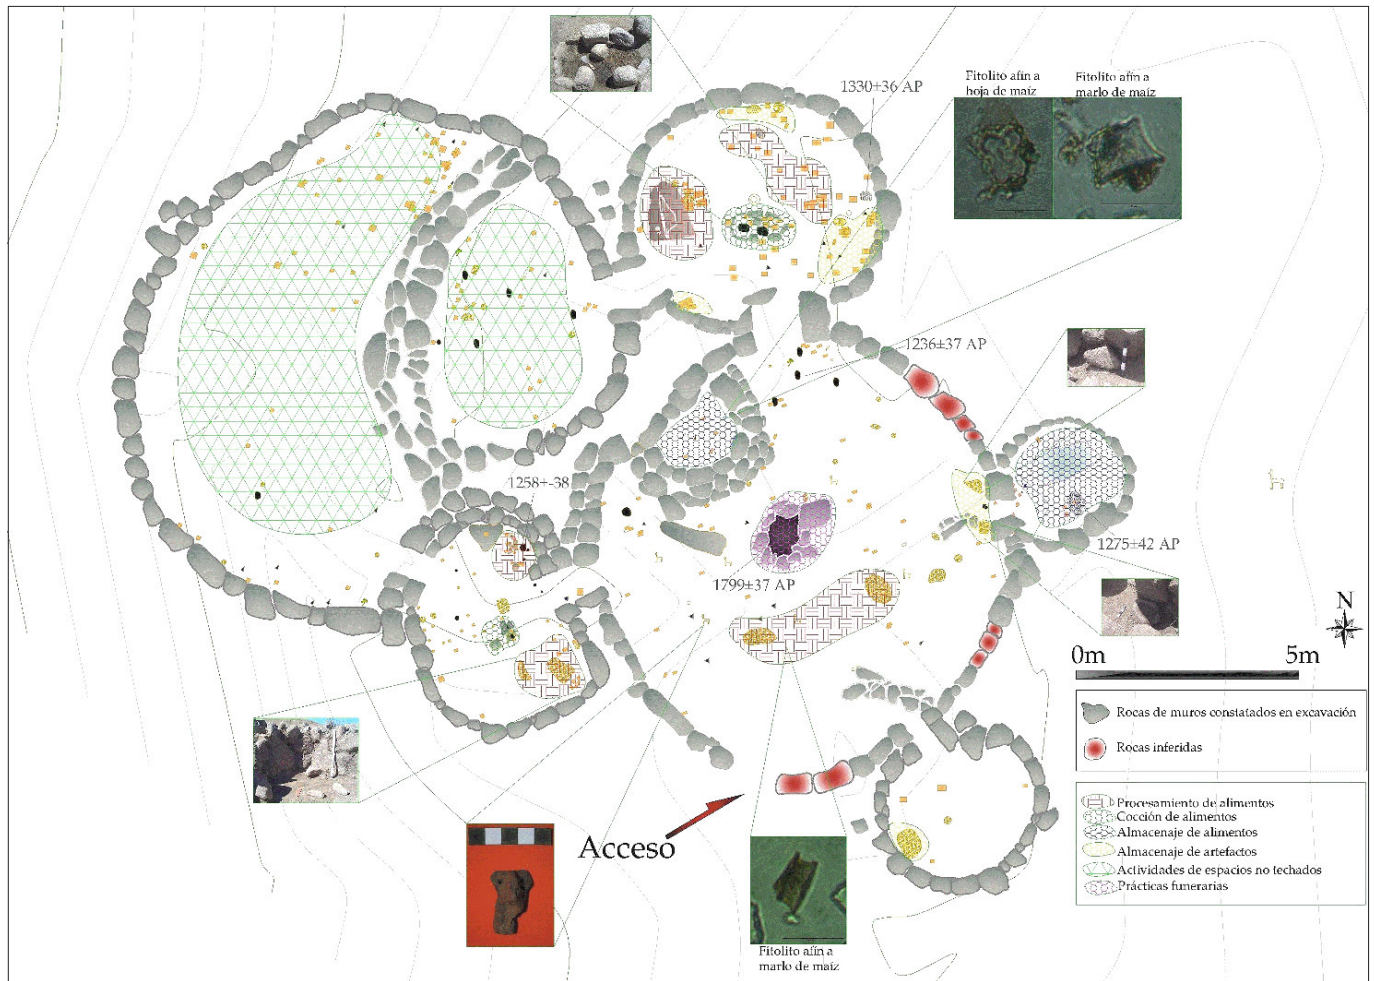 1330±36 AP
Fitolito afín a
hoja de maíz
Fitolito afín a
marlo de maíz
1236±37 AP
1258+-38
1275±42 AP
1799±37 AP
N
0m 5m
Rocas de muros constatados en excavación
Rocas inferidas
Procesamiento de alimentos
Cocción de alimentos
Almacenaje de alimentos
Almacenaje de artefactos
Actividades de espacios no techados
Prácticas funerarias
Acceso
Fitolito afín a
marlo de maíz